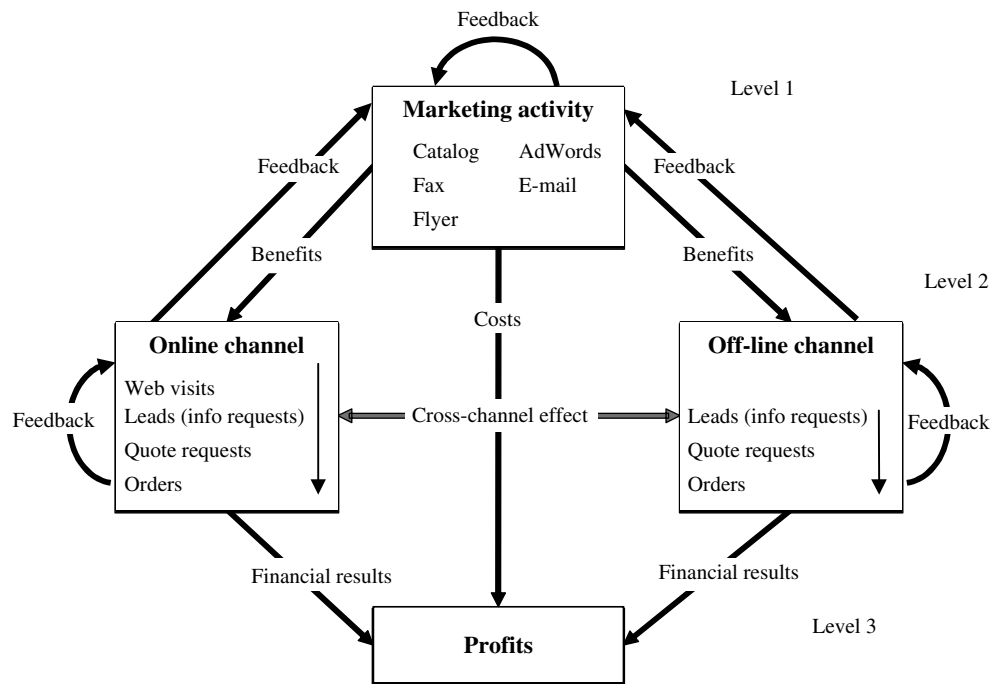 Feedback
Level 1
Marketing activity
Catalog AdWords
Fax E-mail
Flyer
Feedback
Feedback
Benefits
Benefits
Level 2
Costs
Online channel
Web visits
Leads (info requests)
Quote requests
Orders
Feedback
Cross-channel effect
Off-line channel
Leads (info requests)
Quote requests
Orders
Feedback
Financial results
Financial results
Level 3
Profits